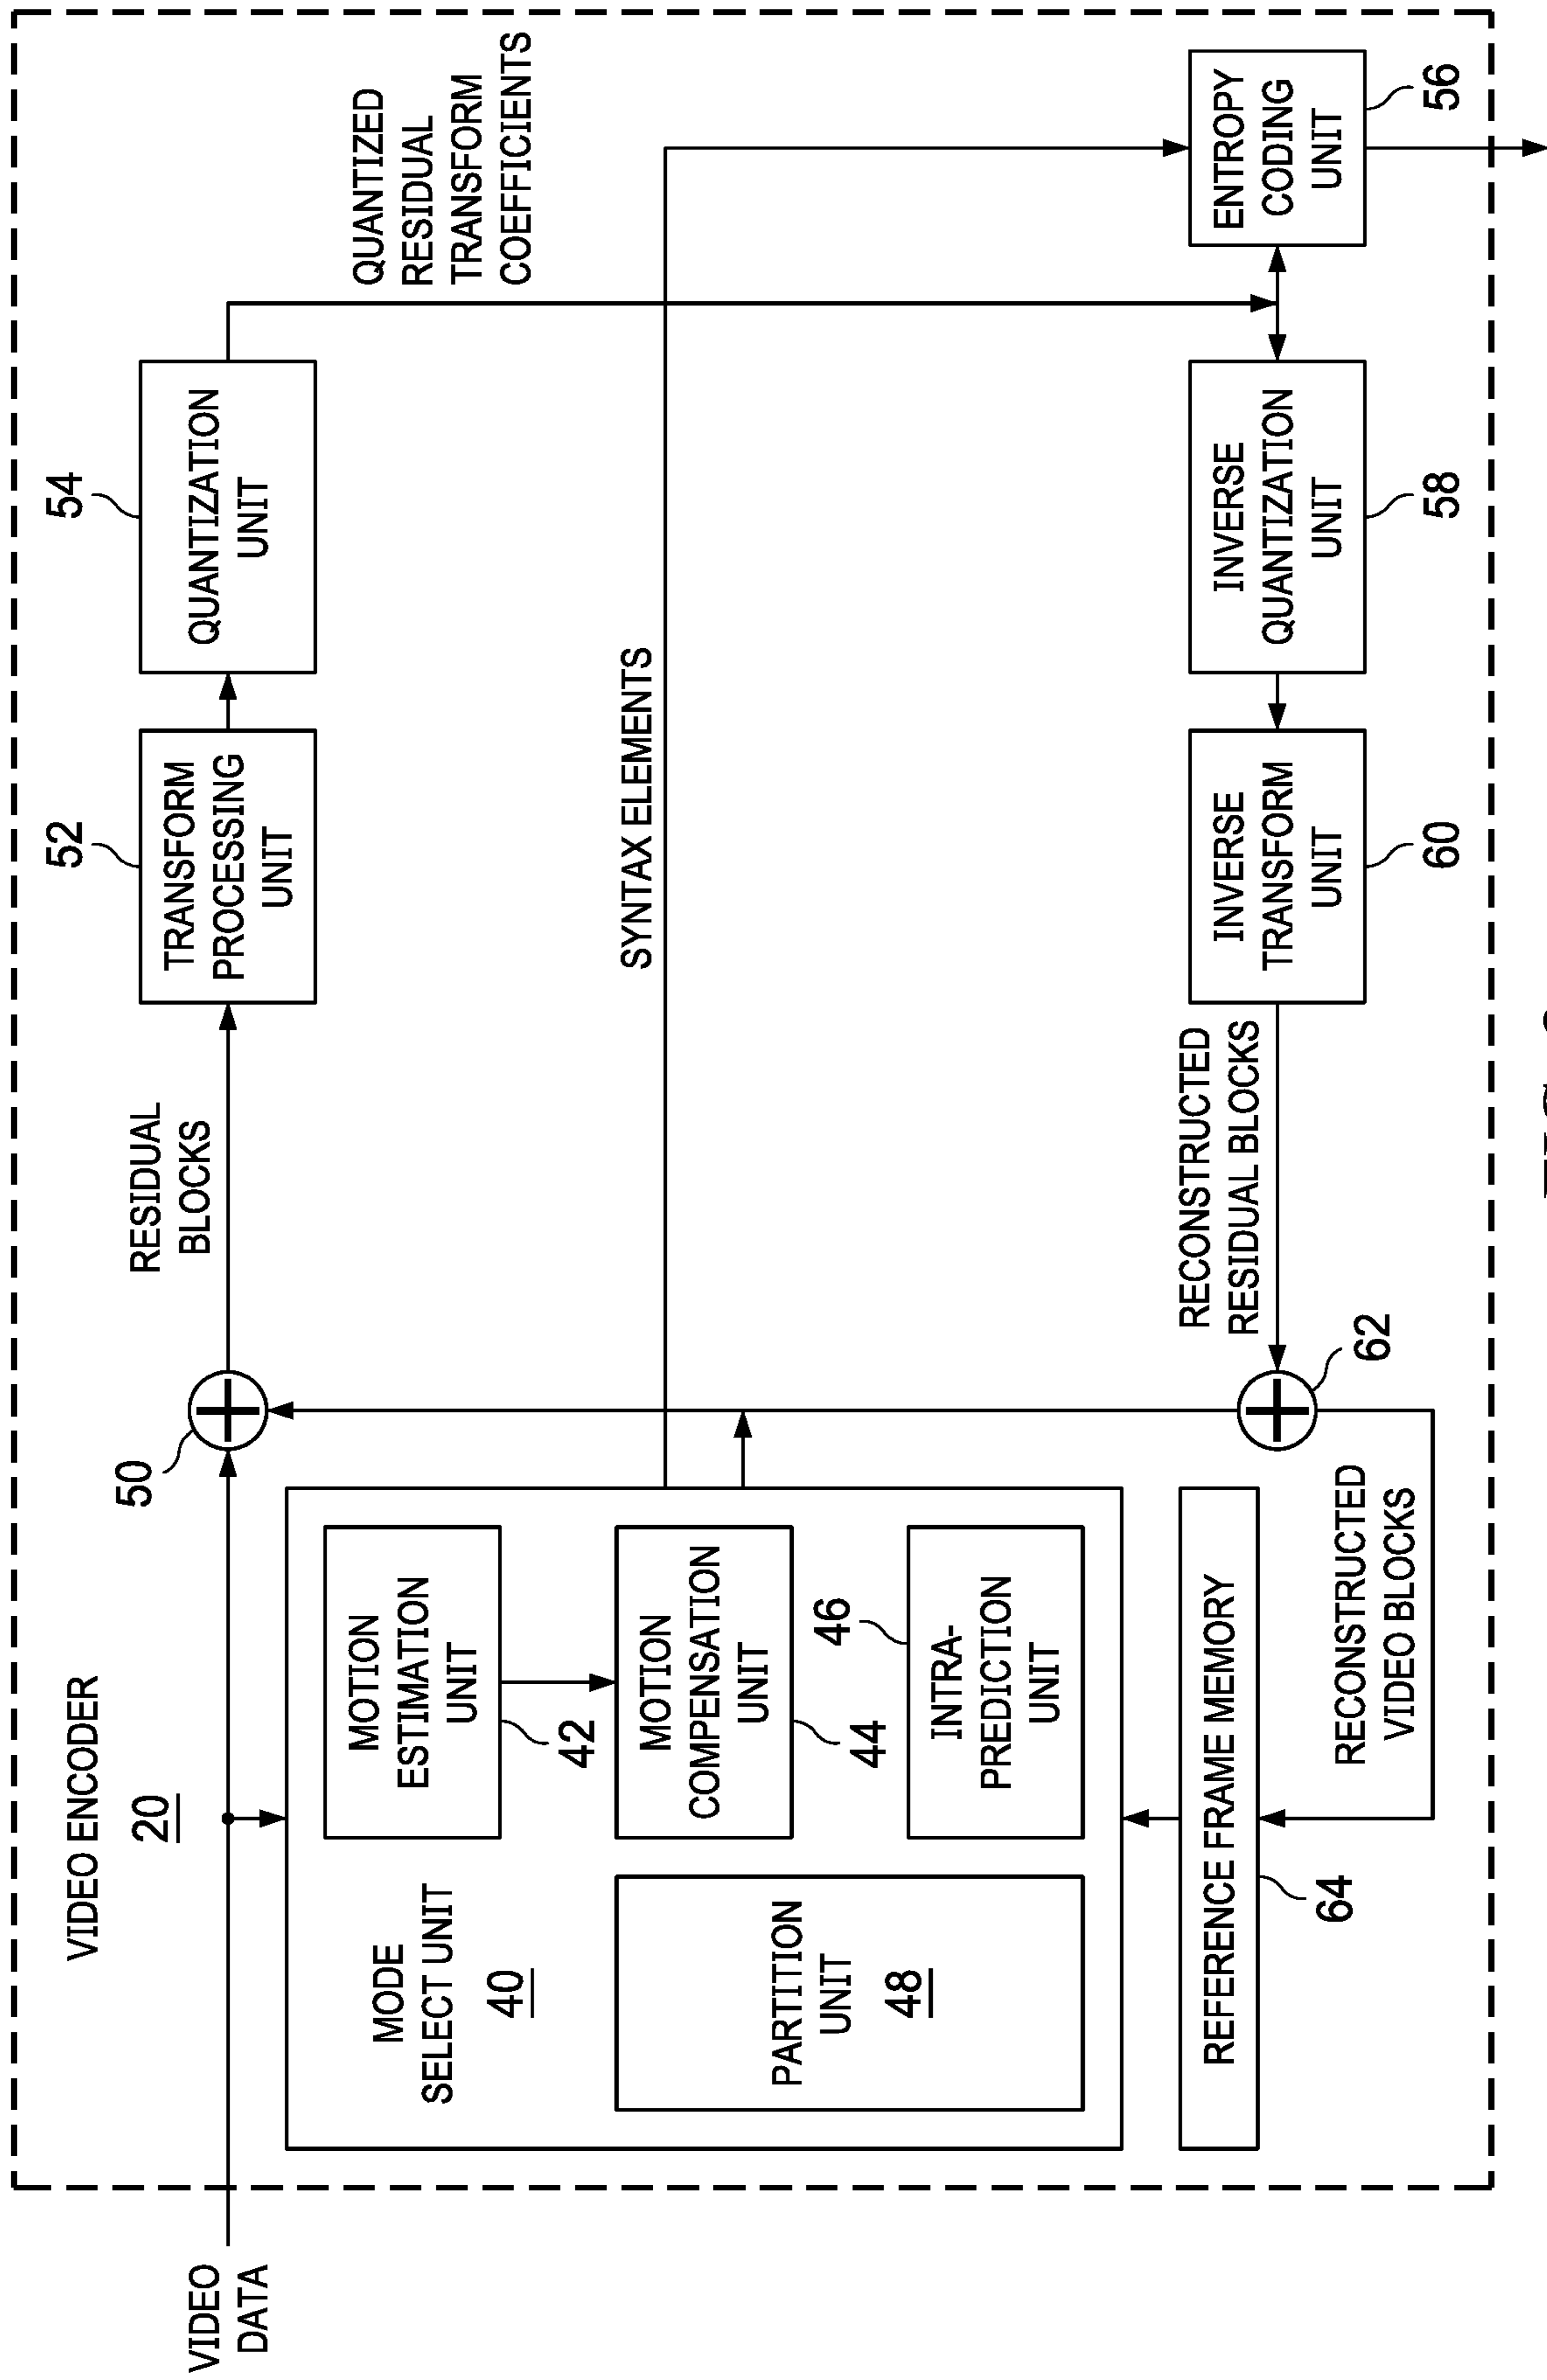 VIDEO ENCODER
20
VIDEO
DATA
50
RESIDUAL
BLOCKS
52
TRANSFORM
PROCESSING
UNIT
54
QUANTIZATION
UNIT
QUANTIZED
RESIDUAL
TRANSFORM
COEFFICIENTS
MODE
SELECT UNIT
40
MOTION
ESTIMATION
UNIT
42
MOTION
COMPENSATION
UNIT
44
PARTITION
UNIT
48
46
INTRA-
PREDICTION
UNIT
SYNTAX ELEMENTS
REFERENCE FRAME MEMORY
64
RECONSTRUCTED
VIDEO BLOCKS
62
RECONSTRUCTED
RESIDUAL BLOCKS
INVERSE
TRANSFORM
UNIT
60
INVERSE
QUANTIZATION
UNIT
58
ENTROPY
CODING
UNIT
56